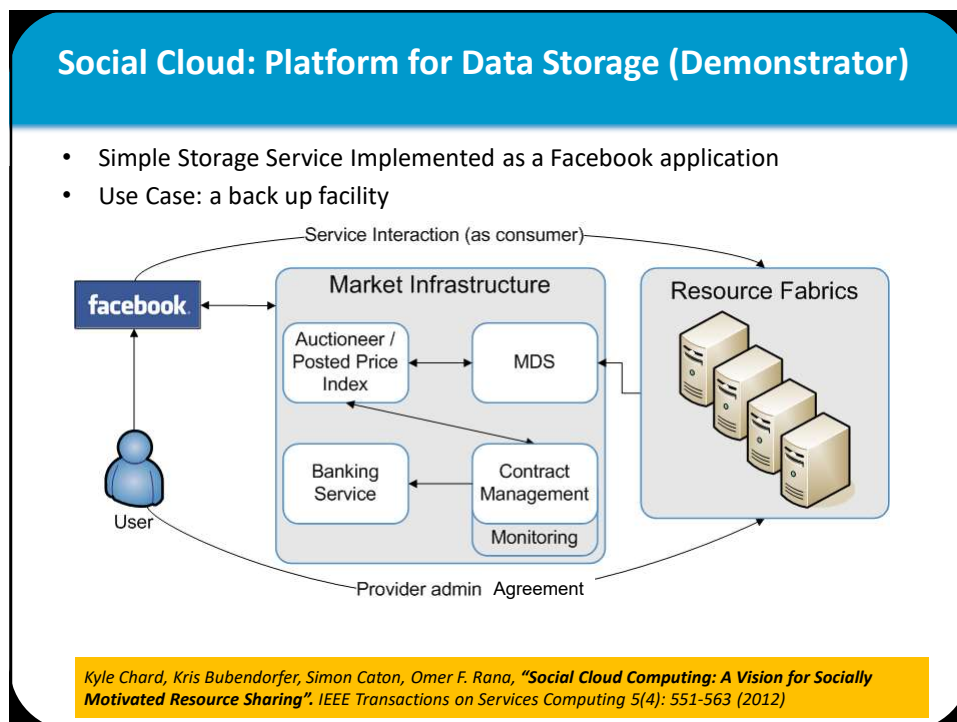 Social Cloud: Platform for Data Storage (Demonstrator)
• Simple Storage Service Implemented as a Facebook application
• Use Case: a back up facility
Service Interaction (as consumer)
facebook.
Market Infrastructure
Resource Fabrics
Auctioneer /
Posted Price
Index
MDS
Banking
Service
Contract
Management
Monitoring
User
Provider admin Agreement
Kyle Chard, Kris Bubendorfer, Simon Caton, Omer F. Rana, “Social Cloud Computing: A Vision for Socially
Motivated Resource Sharing”. IEEE Transactions on Services Computing 5(4): 551-563 (2012)